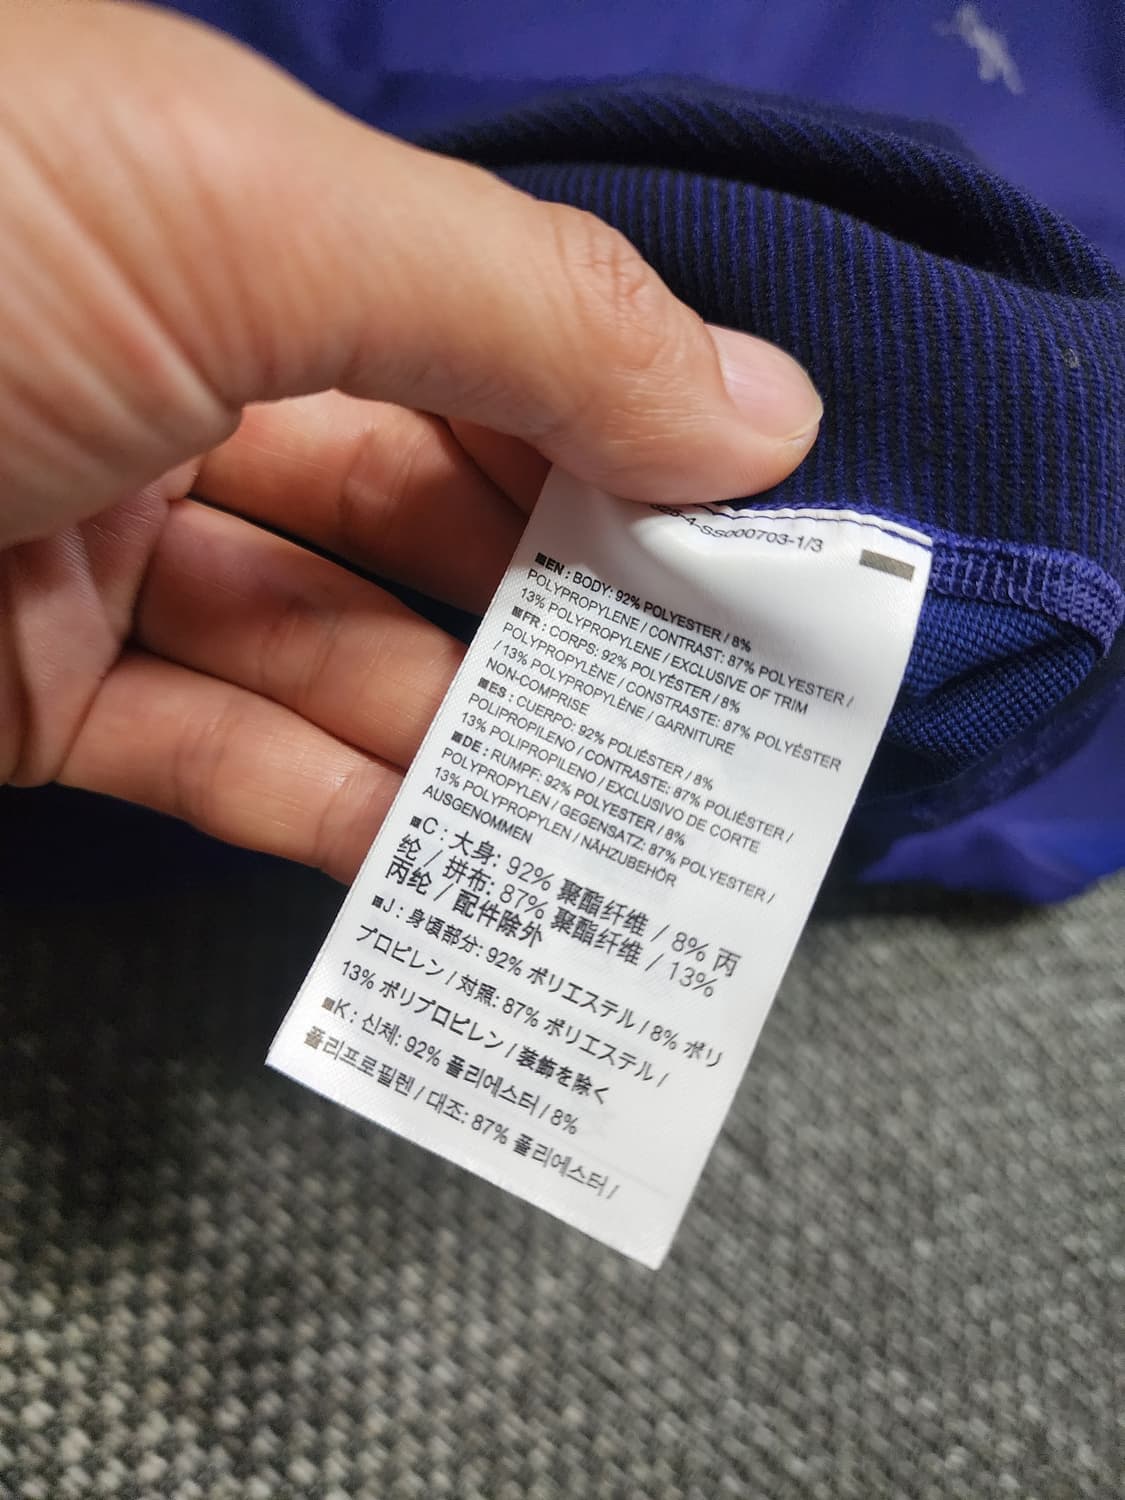 -SS000703-1/3
EN : BODY: 92% POLYESTER / 8%
POLYPROPYLENE / CONTRAST: 87% POLYESTER /
13% POLYPROPYLENE / EXCLUSIVE OF TRIM
FR : CORPS: 92% POLYÉSTER / 8%
POLYPROPYLÈNE / CONSTRASTE: 87% POLYÉSTER
/ 13% POLYPROPYLÈNE / GARNITURE
NON-COMPRISE
ES : CUERPO: 92% POLIÉSTER / 8%
POLIPROPILENO / CONTRASTE: 87% POLIÉSTER /
13% POLIPROPILENO / EXCLUSIVO DE CORTE
DE : RUMPF: 92% POLYESTER / 8%
POLYPROPYLEN / GEGENSATZ: 87% POLYESTER /
13% POLYPROPYLEN / NÄHZUBEHÖR
AUSGENOMMEN
C : 大身: 92% 聚酯纤维 / 8% 丙
纶 / 拼布: 87% 聚酯纤维 / 13%
丙纶 / 配件除外
J : 身頃部分: 92% ポリエステル / 8% ポリ
プロピレン / 対照: 87% ポリエステル /
13% ポリプロピレン / 装飾を除く
K : 신체: 92% 폴리에스터 / 8%
폴리프로필렌 / 대조: 87% 폴리에스터 /